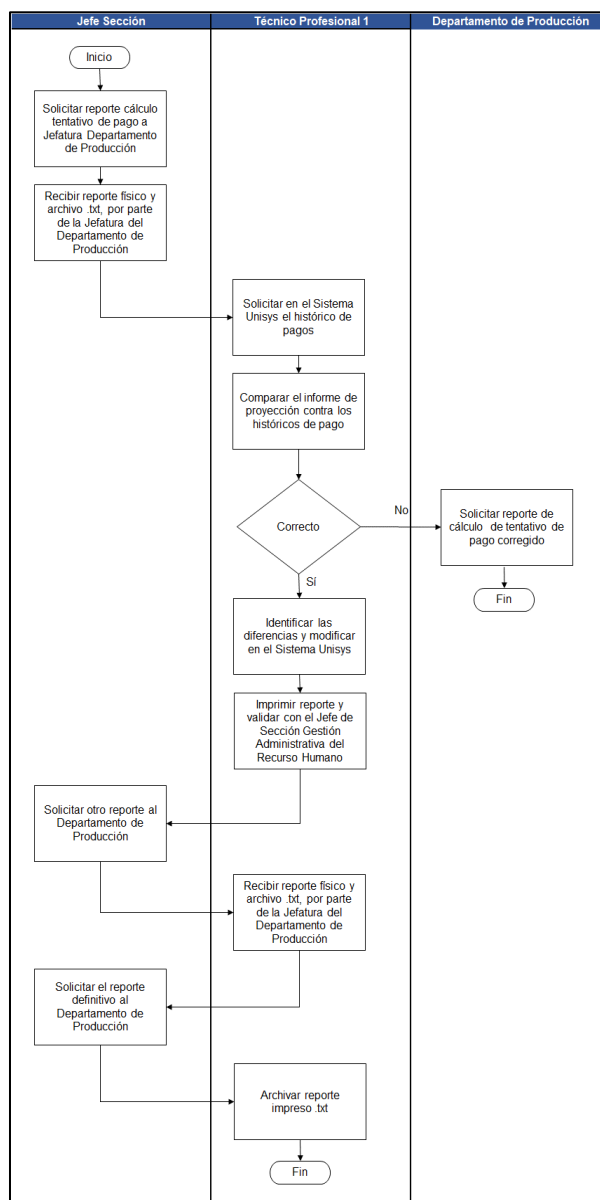 Jefe Sección
Técnico Profesional 1
Departamento de Producción
Inicio
Solicitar reporte cálculo
tentativo de pago a
Jefatura Departamento
de Producción
Recibir reporte físico y
archivo .txt, por parte
de la Jefatura del
Departamento de
Producción
Solicitar en el Sistema
Unisys el histórico de
pagos
Comparar el informe de
proyección contra los
históricos de pago
Correcto
No
Solicitar reporte de
cálculo de tentativo de
pago corregido
Fin
Sí
Identificar las
diferencias y modificar
en el Sistema Unisys
Imprimir reporte y
validar con el Jefe de
Sección Gestión
Administrativa del
Recurso Humano
Solicitar otro reporte al
Departamento de
Producción
Recibir reporte físico y
archivo .txt, por parte
de la Jefatura del
Departamento de
Producción
Solicitar el reporte
definitivo al
Departamento de
Producción
Archivar reporte
impreso .txt
Fin